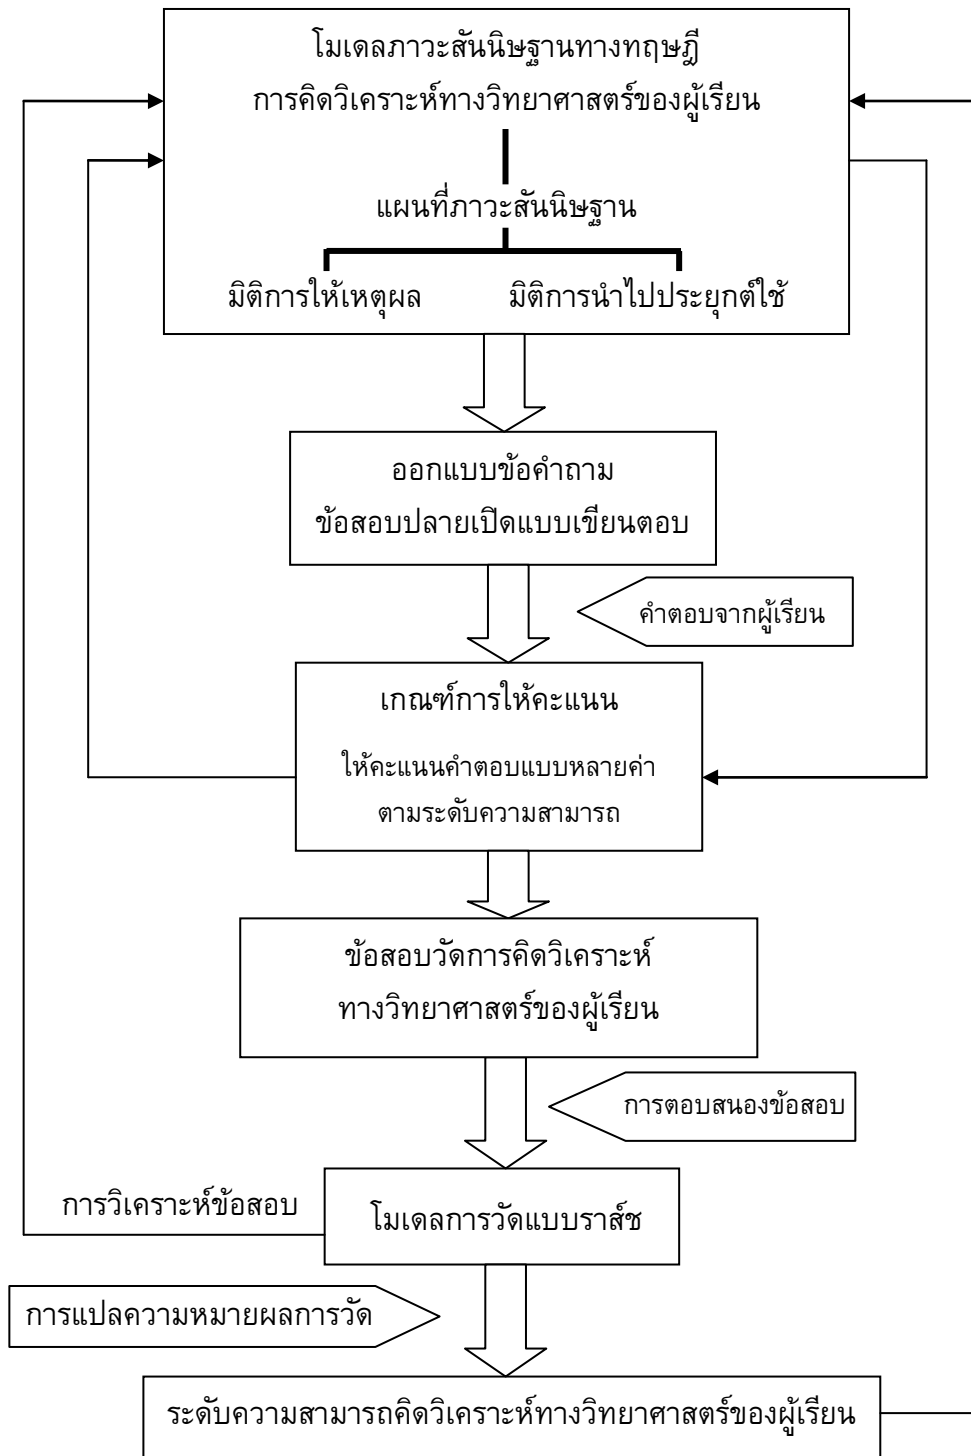 โมเดลภาวะสันนิษฐานทางทฤษฎี
การคิดวิเคราะห์ทางวิทยาศาสตร์ของผู้เรียน
แผนที่ภาวะสันนิษฐาน
มิติการให้เหตุผล มิติการนำไปประยุกต์ใช้
ออกแบบข้อคำถาม
ข้อสอบปลายเปิดแบบเขียนตอบ
คำตอบจากผู้เรียน
เกณฑ์การให้คะแนน
ให้คะแนนคำตอบแบบหลายค่า
ตามระดับความสามารถ
ข้อสอบวัดการคิดวิเคราะห์
ทางวิทยาศาสตร์ของผู้เรียน
การตอบสนองข้อสอบ
การวิเคราะห์ข้อสอบ
โมเดลการวัดแบบราส์ช
การแปลความหมายผลการวัด
ระดับความสามารถคิดวิเคราะห์ทางวิทยาศาสตร์ของผู้เรียน